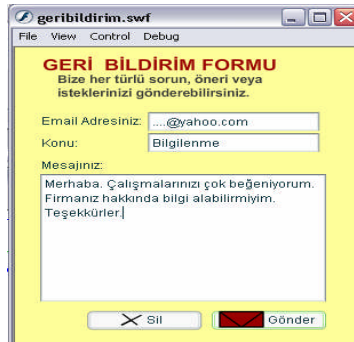 geribildirim.swf
File View Control Debug
GERİ BİLDİRİM FORMU
Bize her türlü sorun, öneri veya
isteklerinizi gönderebilirsiniz.
Email Adresiniz: ....@yahoo.com
Konu: Bilgilenme
Mesajınız:
Merhaba. Çalışmalarınızı çok beğeniyorum.
Firmanız hakkında bilgi alabilirmiyim.
Teşekkürler.
Sil Gönder